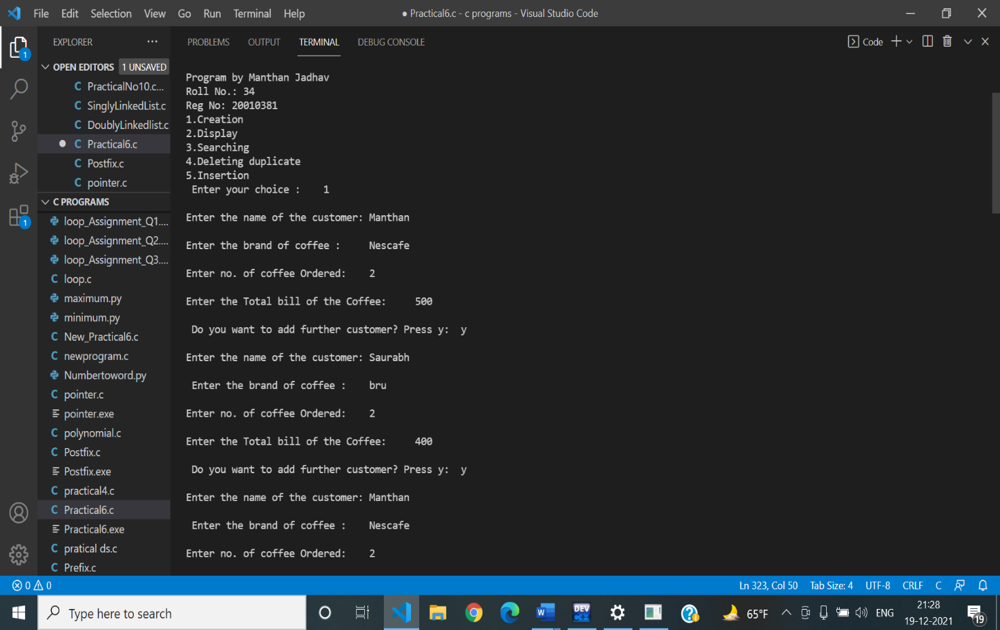 File Edit Selection View Go Run Terminal Help
● Practical6.c - c programs - Visual Studio Code
EXPLORER
OPEN EDITORS 1 UNSAVED
C PracticalNo10.c...
C SinglyLinkedList.c
C DoublyLinkedlist.c
● C Practical6.c
C Postfix.c
C pointer.c
C PROGRAMS
loop_Assignment_Q1....
loop_Assignment_Q2....
loop_Assignment_Q3....
C loop.c
maximum.py
minimum.py
C New_Practical6.c
C newprogram.c
Numbertoword.py
C pointer.c
pointer.exe
C polynomial.c
C Postfix.c
Postfix.exe
C practical4.c
C Practical6.c
Practical6.exe
C pratical ds.c
C Prefix.c
1
1
PROBLEMS OUTPUT TERMINAL DEBUG CONSOLE
Code
Program by Manthan Jadhav
Roll No.: 34
Reg No: 20010381
1.Creation
2.Display
3.Searching
4.Deleting duplicate
5.Insertion
Enter your choice : 1
Enter the name of the customer: Manthan
Enter the brand of coffee : Nescafe
Enter no. of coffee Ordered: 2
Enter the Total bill of the Coffee: 500
Do you want to add further customer? Press y: y
Enter the name of the customer: Saurabh
Enter the brand of coffee : bru
Enter no. of coffee Ordered: 2
Enter the Total bill of the Coffee: 400
Do you want to add further customer? Press y: y
Enter the name of the customer: Manthan
Enter the brand of coffee : Nescafe
Enter no. of coffee Ordered: 2
0 0
Ln 323, Col 50 Tab Size: 4 UTF-8 CRLF C
Type here to search
W
DEV C++
65°F
ENG
21:28
19-12-2021
19